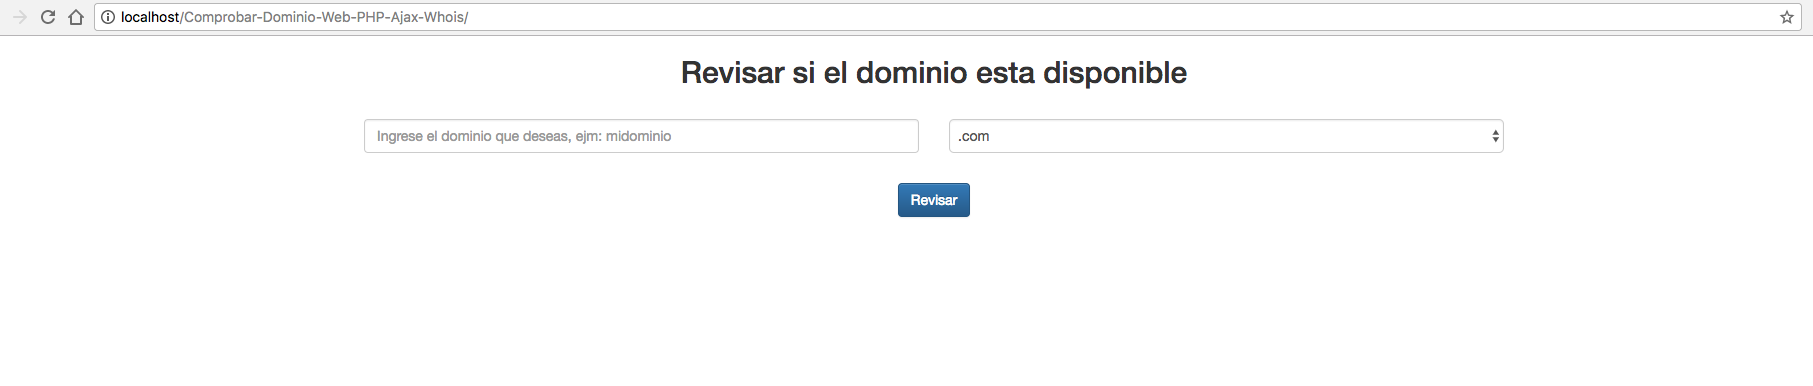 localhost/Comprobar-Dominio-Web-PHP-Ajax-Whois/
Revisar si el dominio esta disponible
Ingrese el dominio que deseas, ejm: midominio
.com
Revisar